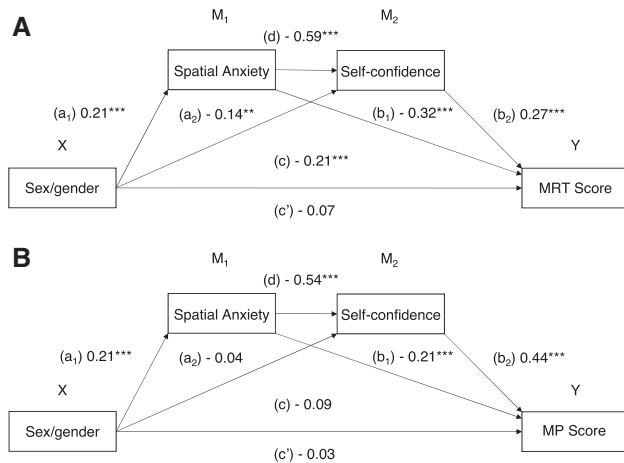 A
M₁
M₂
(d) - 0.59***
Spatial Anxiety
Self-confidence
(a₁) 0.21***
(a₂) - 0.14**
(b₁) - 0.32***
(b₂) 0.27***
X
Y
(c) - 0.21***
Sex/gender
MRT Score
(c') - 0.07
B
M₁
M₂
(d) - 0.54***
Spatial Anxiety
Self-confidence
(a₁) 0.21***
(a₂) - 0.04
(b₁) - 0.21***
(b₂) 0.44***
X
Y
(c) - 0.09
Sex/gender
MP Score
(c') - 0.03